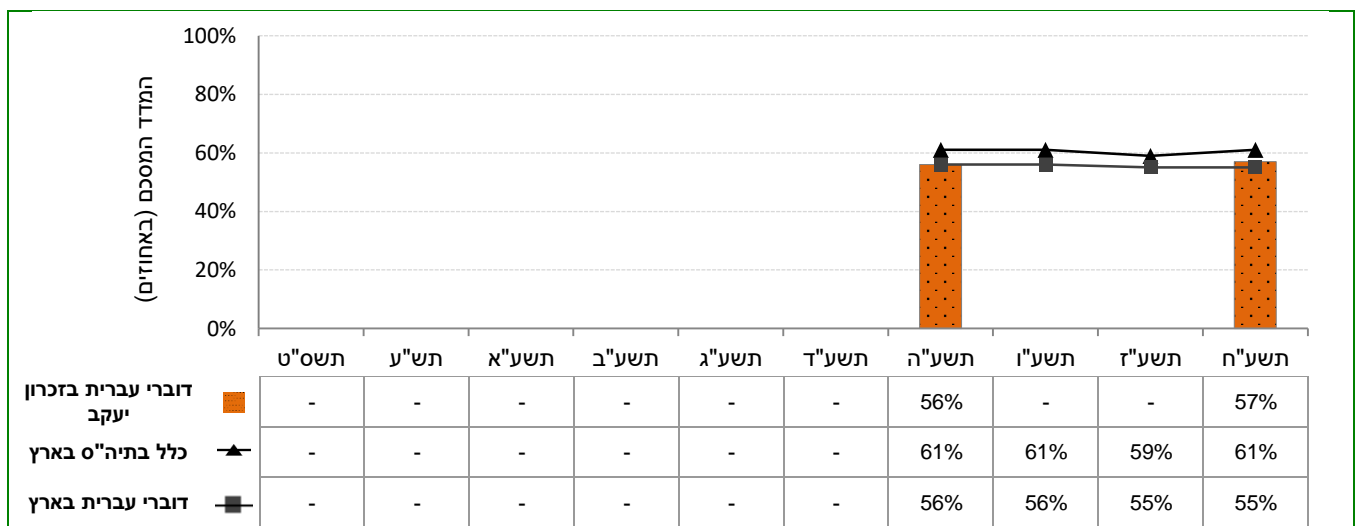 המדד המסכם (באחוזים)
100%
80%
60%
40%
20%
0%
תשס"ט תש"ע תשע"א תשע"ב תשע"ג תשע"ד תשע"ה תשע"ו תשע"ז תשע"ח
דוברי עברית בזכרון
יעקב
- - - - - - 56% - - 57%
כלל בתיה"ס בארץ - - - - - - 61% 61% 59% 61%
דוברי עברית בארץ - - - - - - 56% 56% 55% 55%